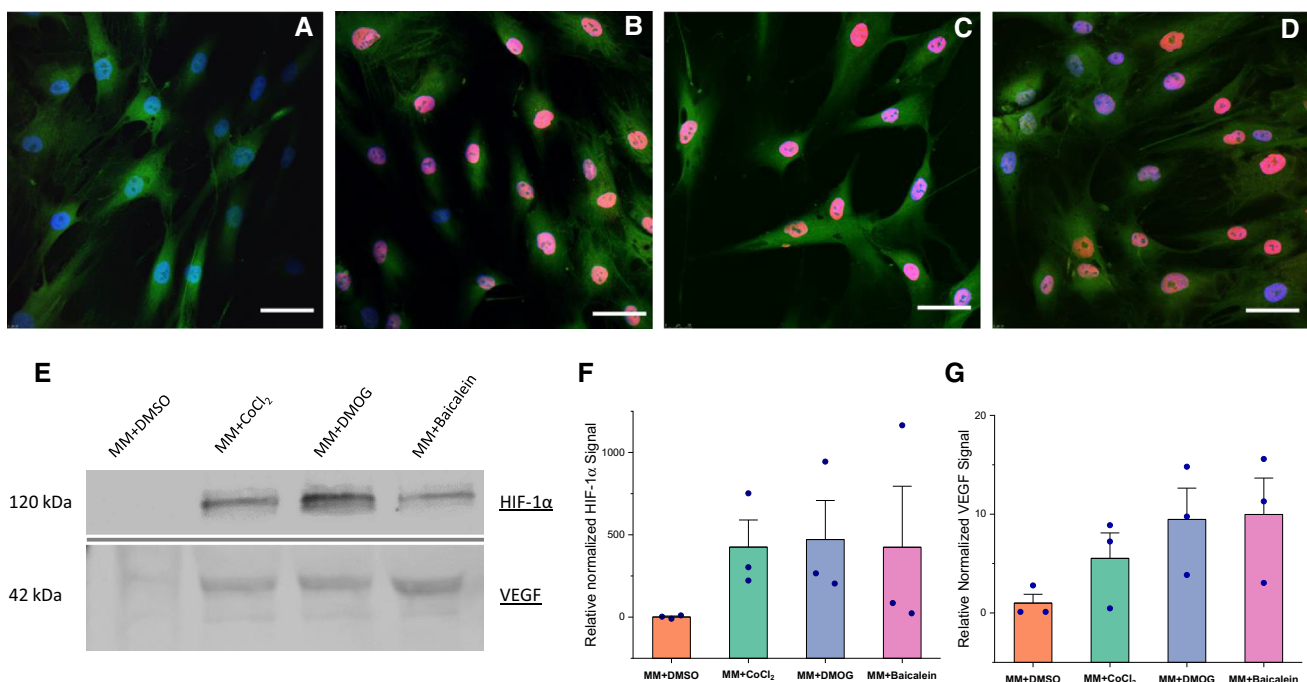 A
B
C
D
E
MM+DMSO
MM+CoCl₂
MM+DMOG
MM+Baicalein
120 kDa
HIF-1α
42 kDa
VEGF
F
Relative normalized HIF-1α Signal
1000
500
0
MM+DMSO
MM+CoCl₂
MM+DMOG
MM+Baicalein
G
Relative Normalized VEGF Signal
20
10
0
MM+DMSO
MM+CoCl₂
MM+DMOG
MM+Baicalein